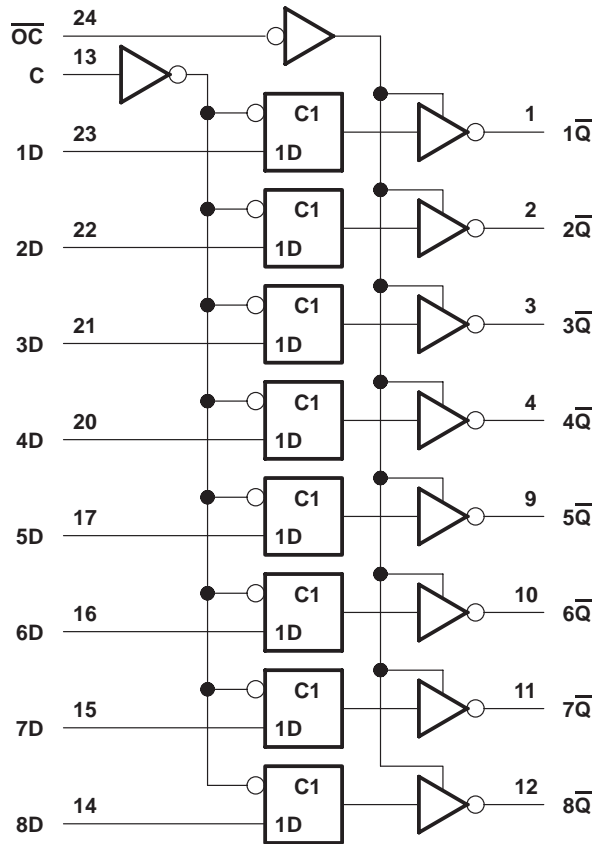 O̅C̅ 24
C 13
C1
1D 23 1D 1 1Q̅
C1
2D 22 1D 2 2Q̅
C1
3D 21 1D 3 3Q̅
C1
4D 20 1D 4 4Q̅
C1
5D 17 1D 9 5Q̅
C1
6D 16 1D 10 6Q̅
C1
7D 15 1D 11 7Q̅
C1
8D 14 1D 12 8Q̅